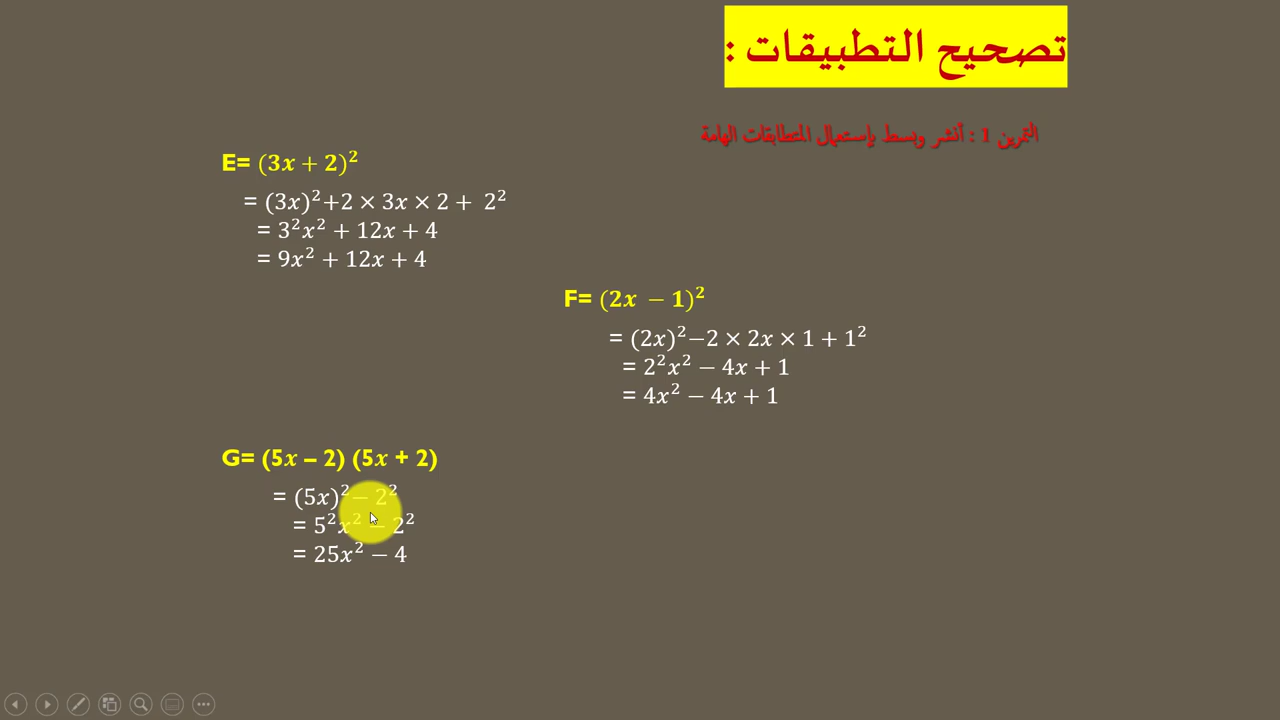 تصحيح التطبيقات :
التمرين 1 : أنشر وبسط بإستعمال المتطابقات الهامة
E= (3x + 2)²
= (3x)²+2 × 3x × 2 + 2²
= 3²x² + 12x + 4
= 9x² + 12x + 4
F= (2x − 1)²
= (2x)²−2 × 2x × 1 + 1²
= 2²x² − 4x + 1
= 4x² − 4x + 1
G= (5x – 2) (5x + 2)
= (5x)²− 2²
= 5²x² − 2²
= 25x² − 4